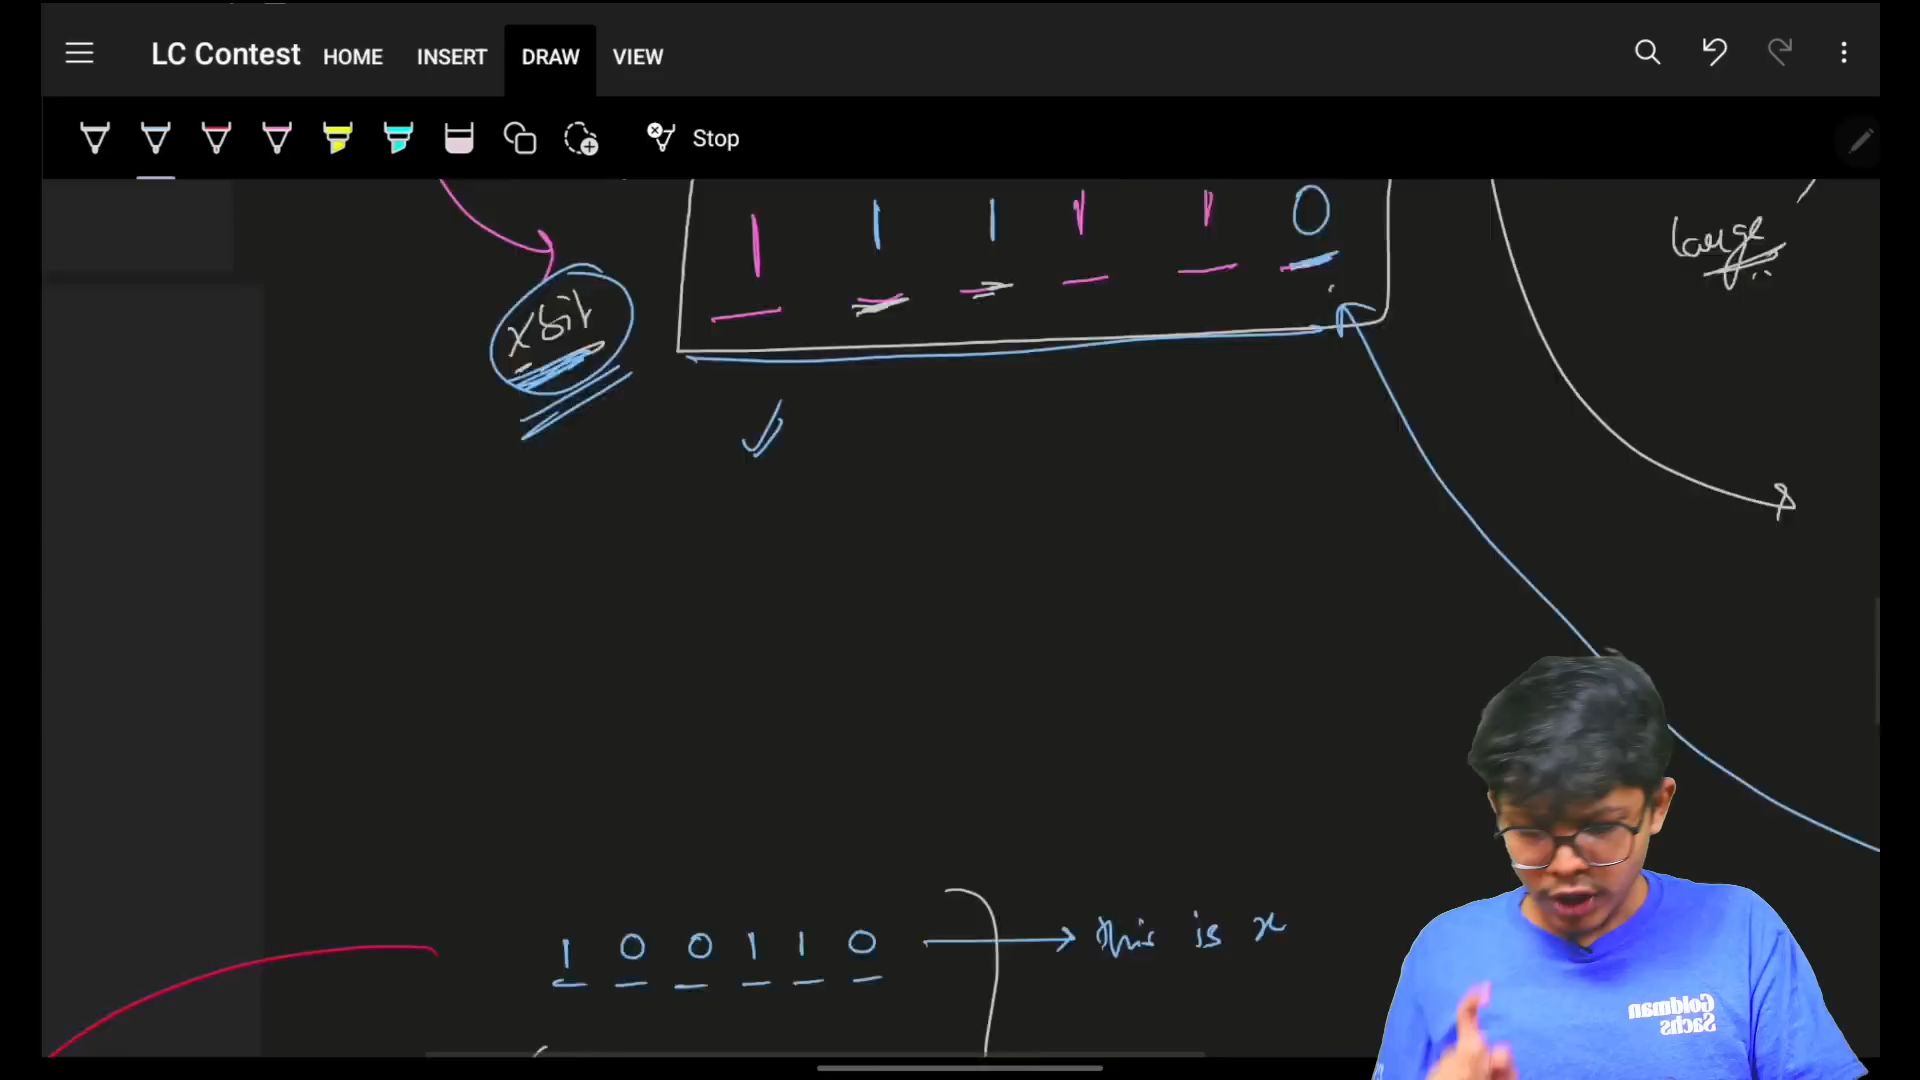 LC Contest HOME INSERT DRAW VIEW
Stop
1 1 1 1 1 0
large
x bit
1 0 0 1 1 0 → this is x
Goldman
Sachs